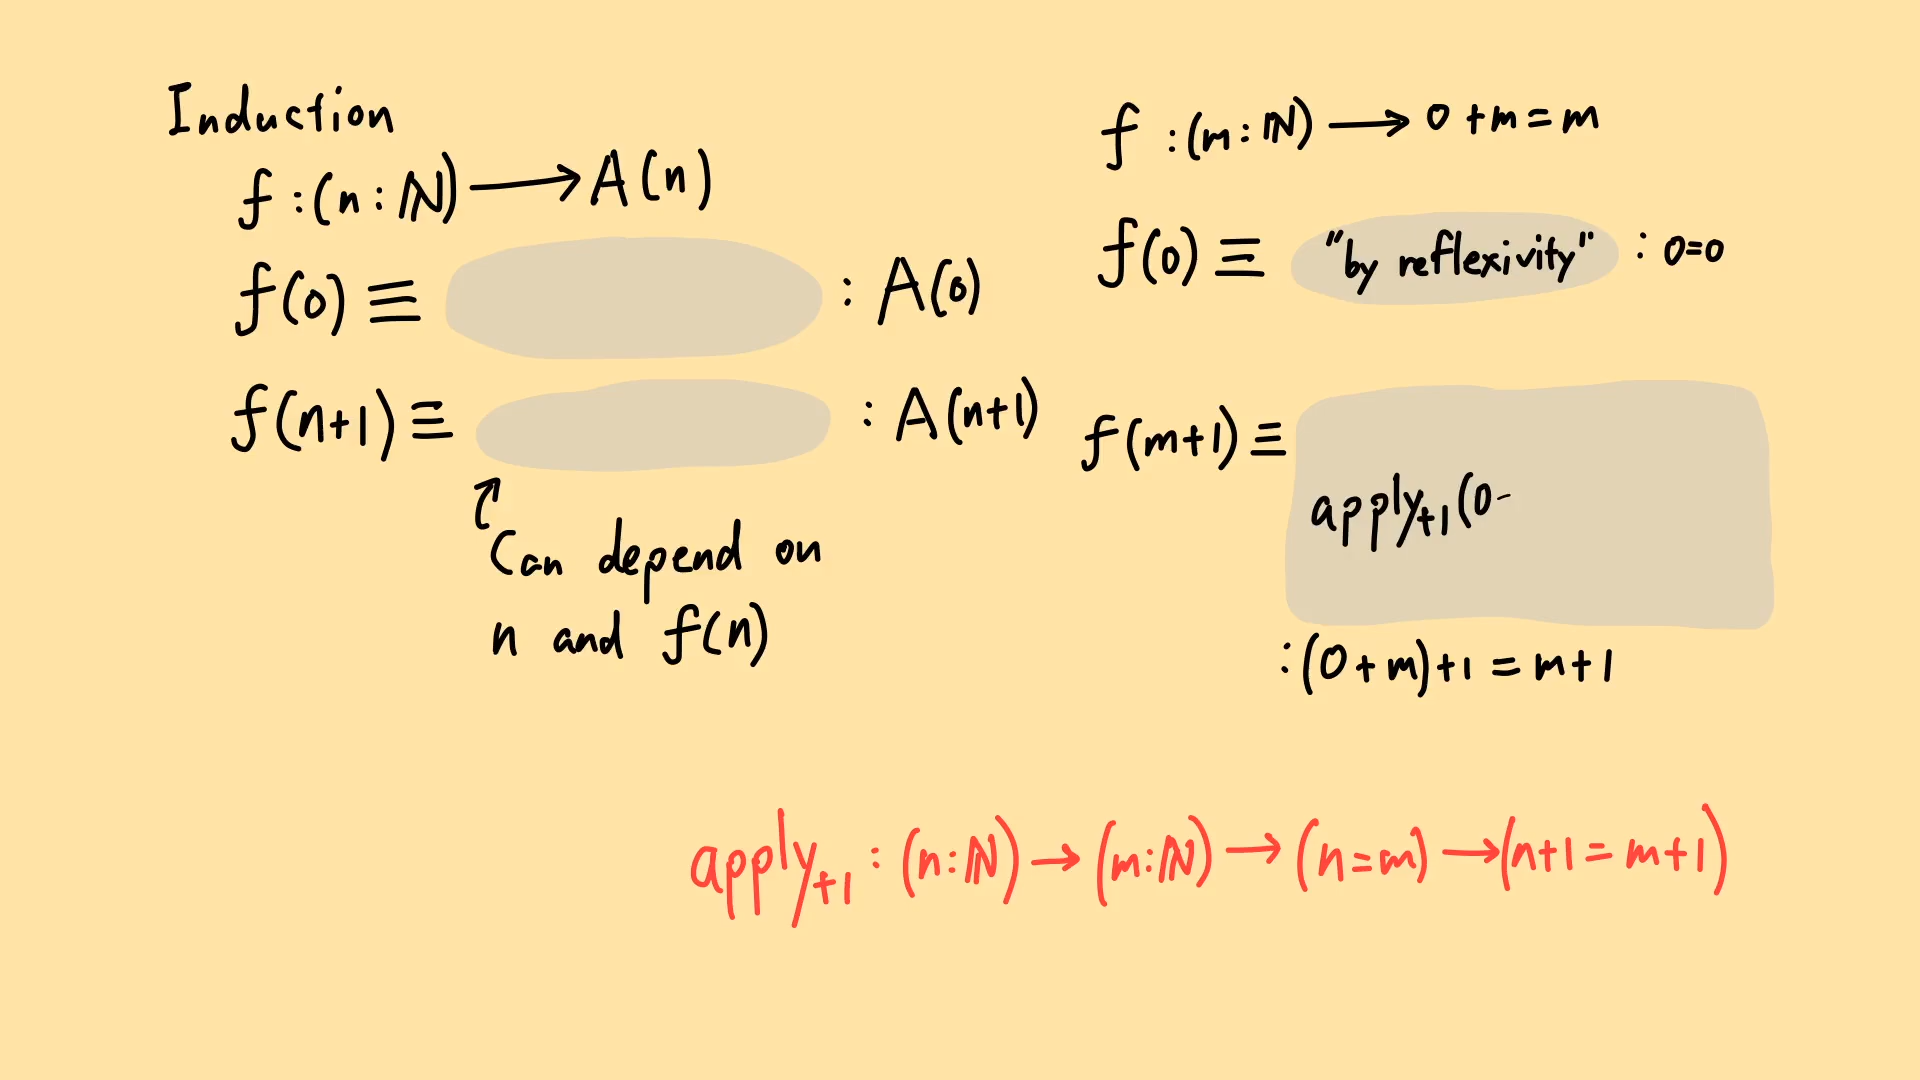 Induction
f : (n : ℕ) ⟶ A(n)
f(0) ≡ : A(0)
f(n+1) ≡ : A(n+1)
Can depend on
n and f(n)
f : (m : ℕ) ⟶ 0 + m = m
f(0) ≡ "by reflexivity" : 0=0
f(m+1) ≡
apply₊₁(0-
: (0 + m) + 1 = m + 1
apply₊₁ : (n : ℕ) → (m : ℕ) → (n = m) → (n+1 = m+1)